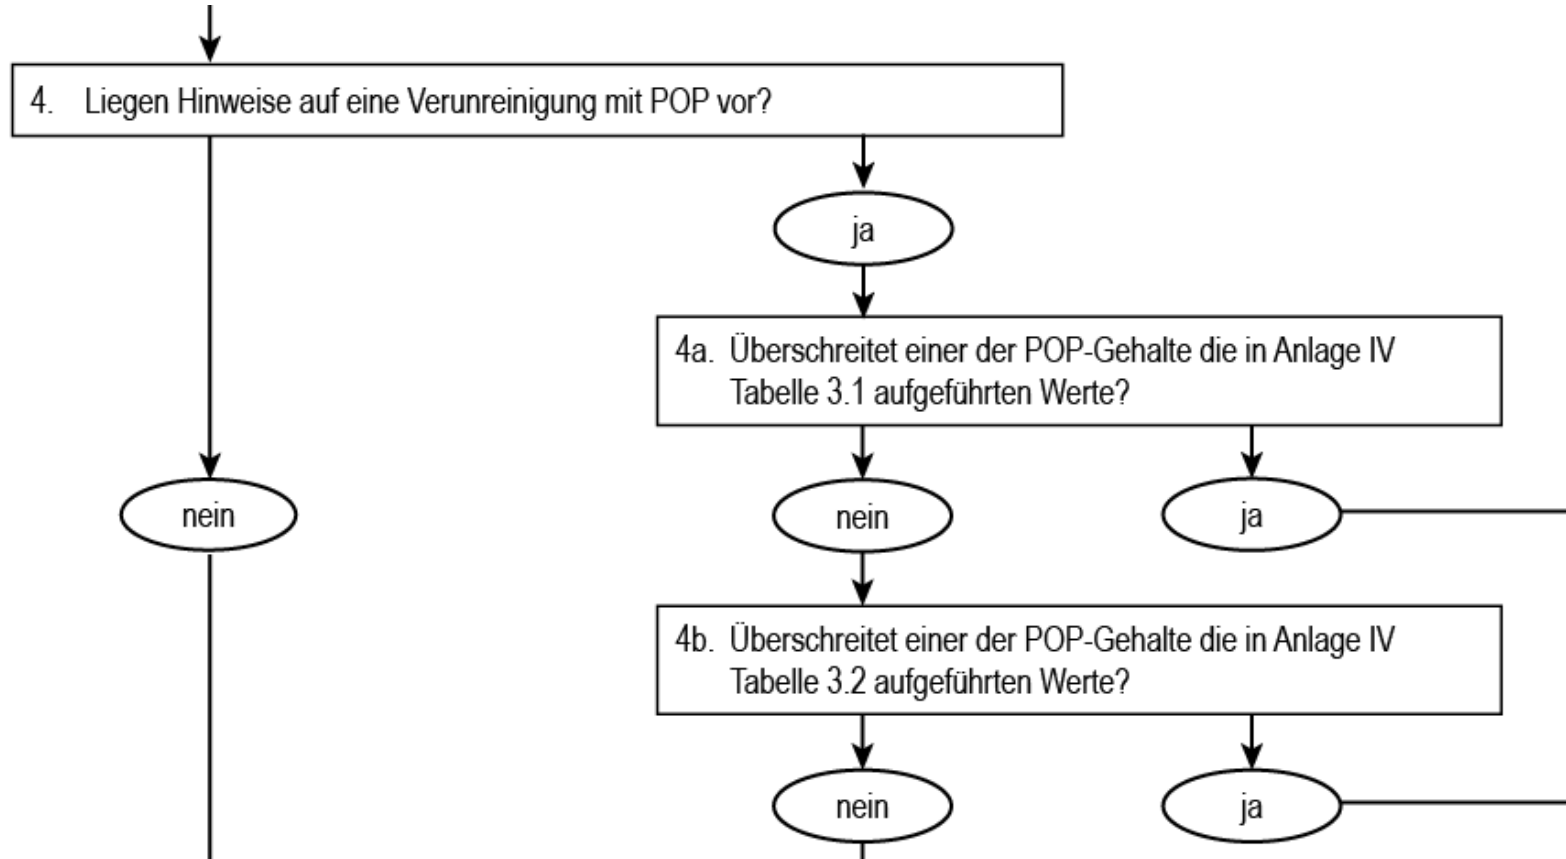 4. Liegen Hinweise auf eine Verunreinigung mit POP vor?
ja
4a. Überschreitet einer der POP-Gehalte die in Anlage IV
Tabelle 3.1 aufgeführten Werte?
nein
nein
ja
4b. Überschreitet einer der POP-Gehalte die in Anlage IV
Tabelle 3.2 aufgeführten Werte?
nein
ja